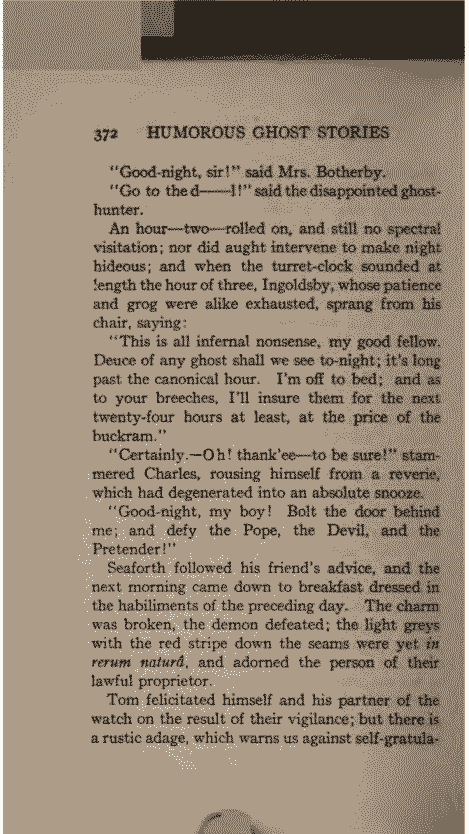 372 HUMOROUS GHOST STORIES
"Good-night, sir!" said Mrs. Botherby.
"Go to the d——l!" said the disappointed ghost-
hunter.
An hour—two—rolled on, and still no spectral
visitation; nor did aught intervene to make night
hideous; and when the turret-clock sounded at
length the hour of three, Ingoldsby, whose patience
and grog were alike exhausted, sprang from his
chair, saying:
"This is all infernal nonsense, my good fellow.
Deuce of any ghost shall we see to-night; it's long
past the canonical hour. I'm off to bed; and as
to your breeches, I'll insure them for the next
twenty-four hours at least, at the price of the
buckram."
"Certainly.—Oh! thank'ee—to be sure!" stam-
mered Charles, rousing himself from a reverie,
which had degenerated into an absolute snooze.
"Good-night, my boy! Bolt the door behind
me; and defy the Pope, the Devil, and the
Pretender!"
Seaforth followed his friend's advice, and the
next morning came down to breakfast dressed in
the habiliments of the preceding day. The charm
was broken, the demon defeated; the light greys
with the red stripe down the seams were yet in
rerum naturâ, and adorned the person of their
lawful proprietor.
Tom felicitated himself and his partner of the
watch on the result of their vigilance; but there is
a rustic adage, which warns us against self-gratula-